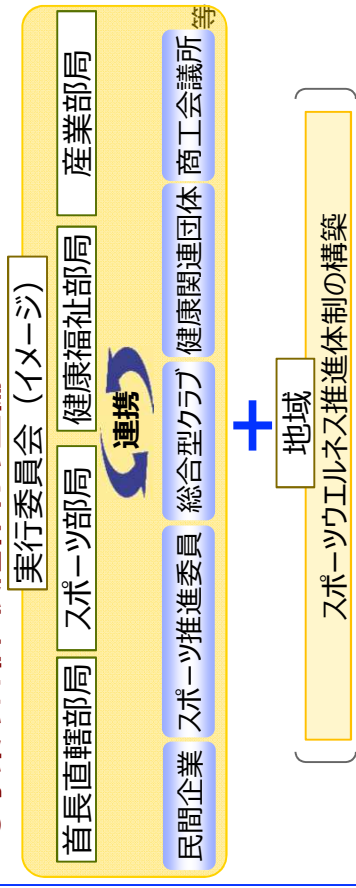 実行委員会（イメージ）
首長直轄部局 スポーツ部局 健康福祉部局 産業部局
連携
民間企業 スポーツ推進委員 総合型クラブ 健康関連団体 商工会議所 等
＋
地域
スポーツウエルネス推進体制の構築